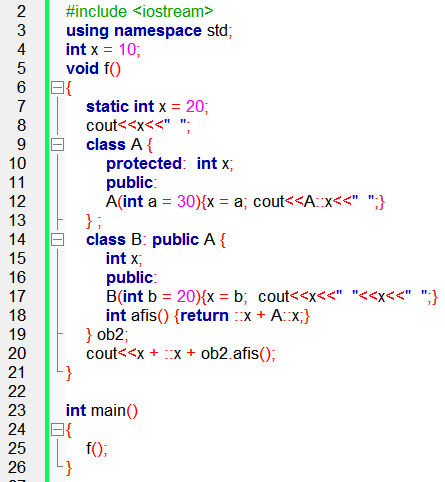 2 #include <iostream>
3 using namespace std;
4 int x = 10;
5 void f()
6 {
7 static int x = 20;
8 cout<<x<<" ";
9 class A {
10 protected: int x;
11 public:
12 A(int a = 30){x = a; cout<<A::x<<" ";}
13 } ;
14 class B: public A {
15 int x;
16 public:
17 B(int b = 20){x = b; cout<<x<<" "<<x<<" ";}
18 int afis() {return ::x + A::x;}
19 } ob2;
20 cout<<x + ::x + ob2.afis();
21 }
22
23 int main()
24 {
25 f();
26 }